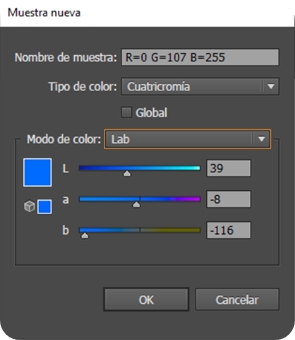 Muestra nueva
Nombre de muestra: R=0 G=107 B=255
Tipo de color: Cuatricromía
Global
Modo de color: Lab
L 39
a -8
b -116
OK Cancelar